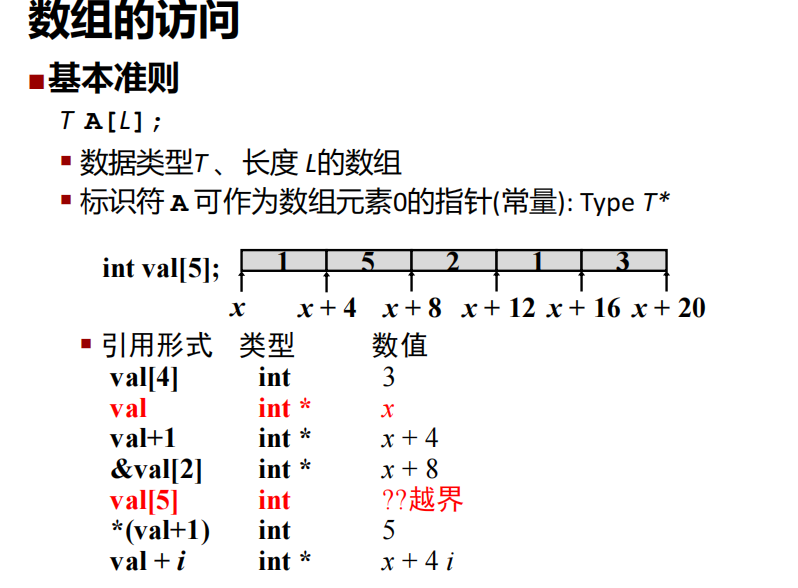 数组的访问
■基本准则
T A[L];
▪ 数据类型T 、长度 L的数组
▪ 标识符 A 可作为数组元素0的指针(常量): Type T*
int val[5]; 1 5 2 1 3
x x + 4 x + 8 x + 12 x + 16 x + 20
▪ 引用形式 类型 数值
val[4] int 3
val int * x
val+1 int * x + 4
&val[2] int * x + 8
val[5] int ??越界
*(val+1) int 5
val + i int * x + 4 i